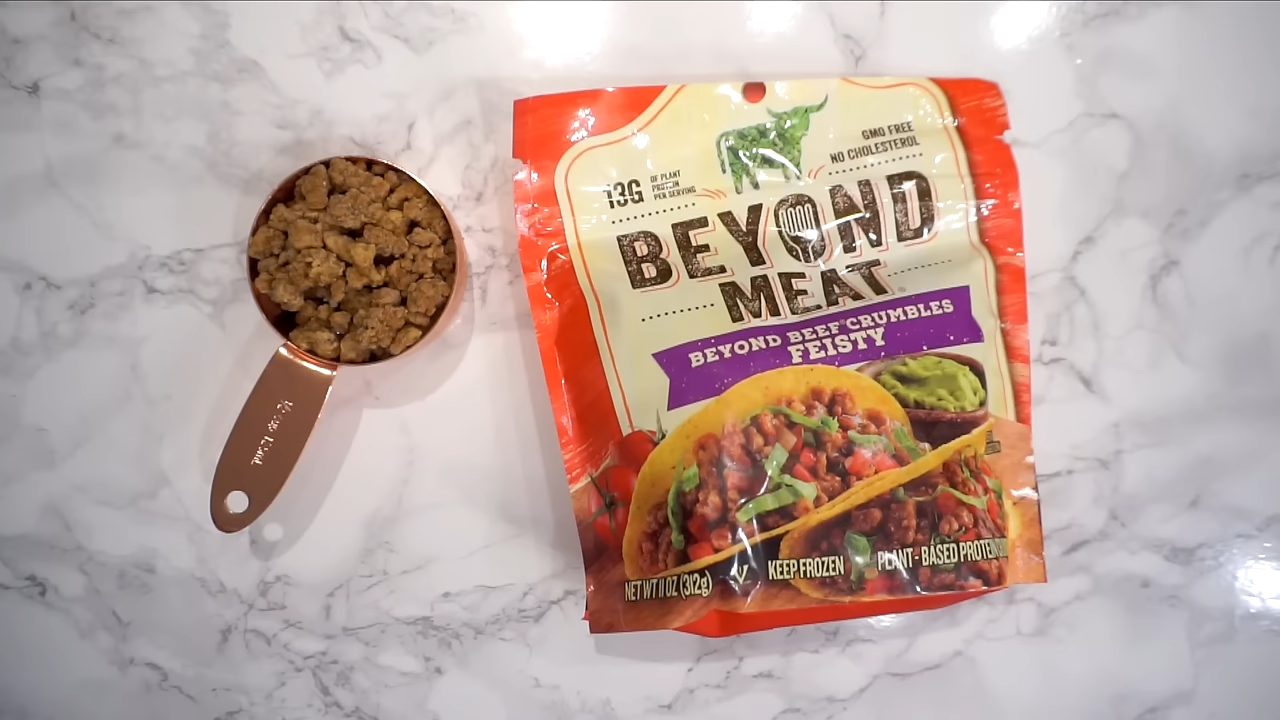 GMO FREE
NO CHOLESTEROL
13G
OF PLANT
PROTEIN
PER SERVING
BEYOND
MEAT
BEYOND BEEF CRUMBLES
FEISTY
NET WT 11 OZ (312g)
V
KEEP FROZEN
PLANT-BASED PROTEIN